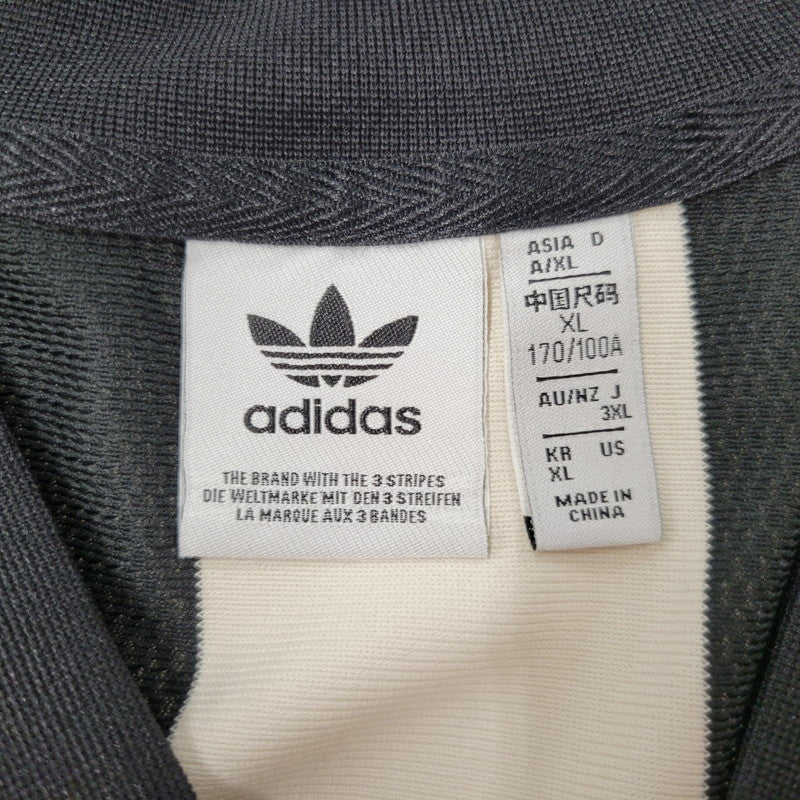 adidas
THE BRAND WITH THE 3 STRIPES
DIE WELTMARKE MIT DEN 3 STREIFEN
LA MARQUE AUX 3 BANDES
ASIA D
A/XL
中国尺码
XL
170/100A
AU/NZ J
3XL
KR US
XL
MADE IN
CHINA